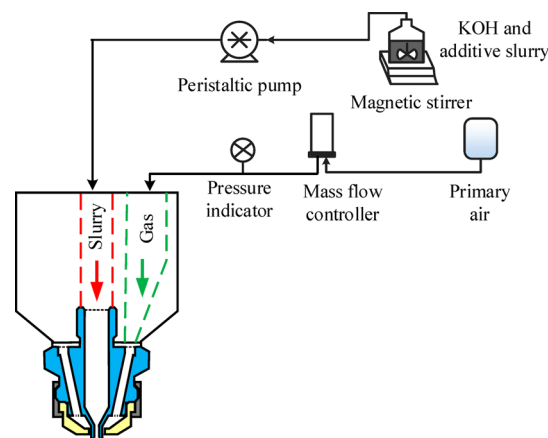 KOH and
additive slurry
Peristaltic pump
Magnetic stirrer
Pressure
indicator
Mass flow
controller
Primary
air
Slurry
Gas